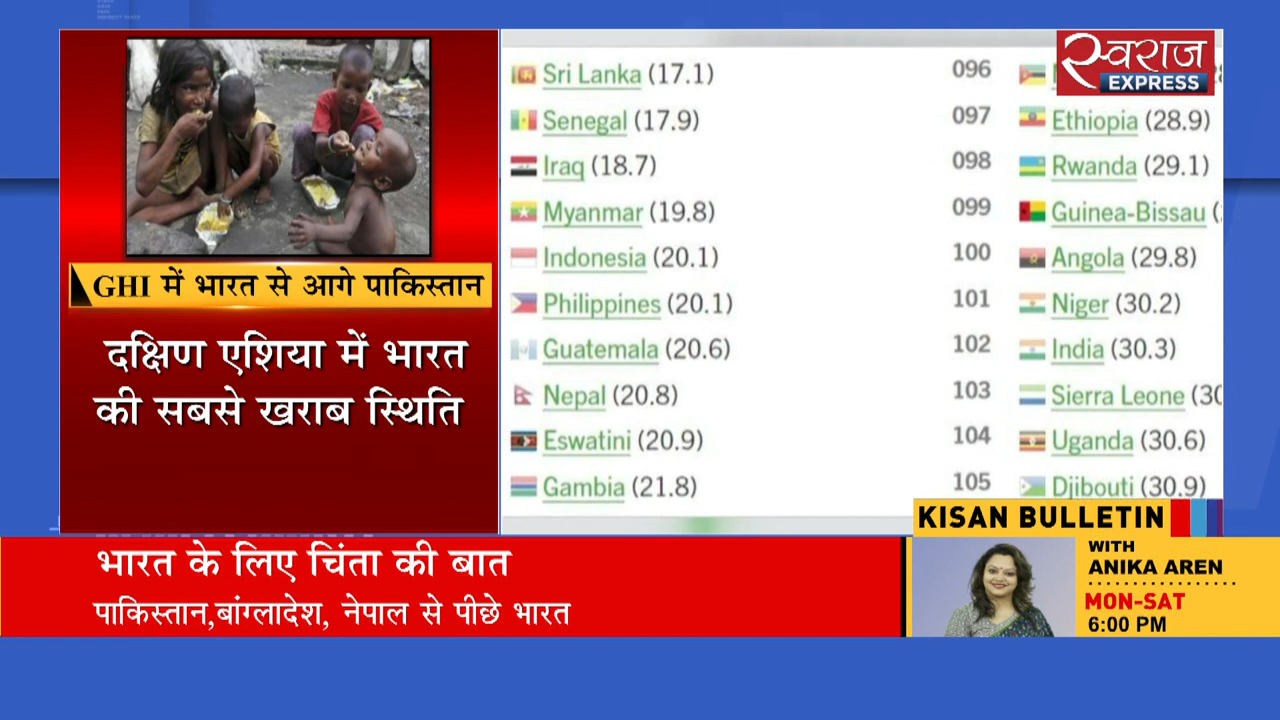 GHI में भारत से आगे पाकिस्तान
दक्षिण एशिया में भारत
की सबसे खराब स्थिति
Sri Lanka (17.1)
Senegal (17.9)
Iraq (18.7)
Myanmar (19.8)
Indonesia (20.1)
Philippines (20.1)
Guatemala (20.6)
Nepal (20.8)
Eswatini (20.9)
Gambia (21.8)
096
097 Ethiopia (28.9)
098 Rwanda (29.1)
099 Guinea-Bissau
100 Angola (29.8)
101 Niger (30.2)
102 India (30.3)
103 Sierra Leone (30
104 Uganda (30.6)
105 Djibouti (30.9)
स्वराज
EXPRESS
भारत के लिए चिंता की बात
पाकिस्तान,बांग्लादेश, नेपाल से पीछे भारत
KISAN BULLETIN
WITH
ANIKA AREN
MON-SAT
6:00 PM